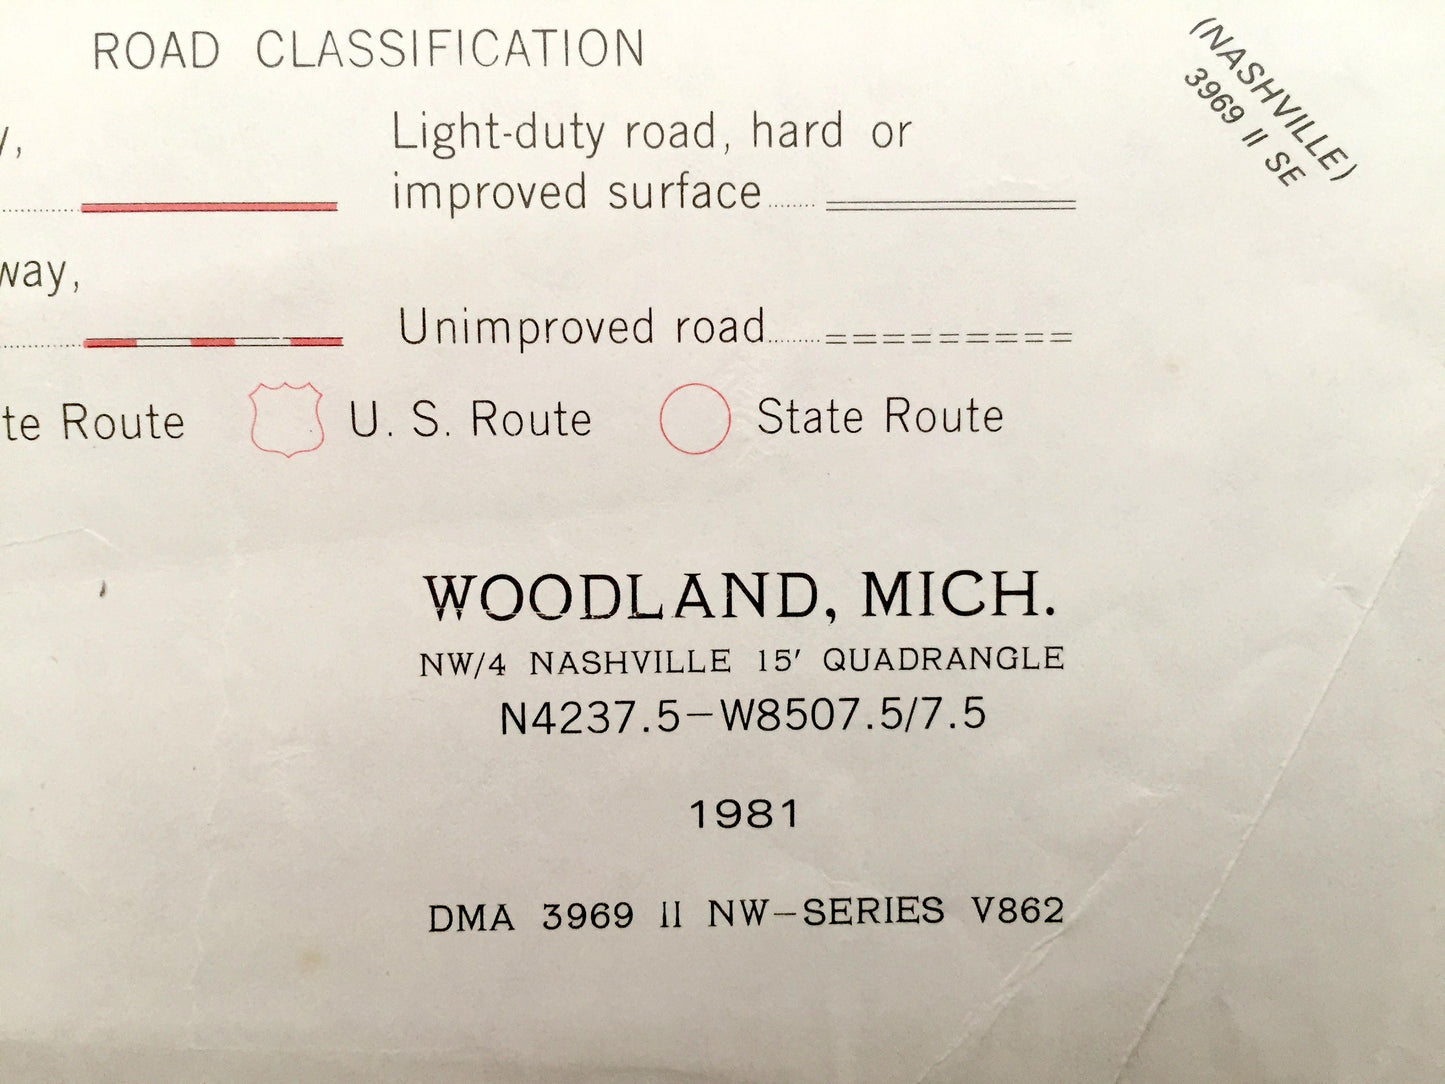 ROAD CLASSIFICATION
(NASHVILLE)
3969 II SE
Light-duty road, hard or
improved surface
way,
Unimproved road
te Route U. S. Route State Route
WOODLAND, MICH.
NW/4 NASHVILLE 15′ QUADRANGLE
N4237.5—W8507.5/7.5
1981
DMA 3969 II NW—SERIES V862